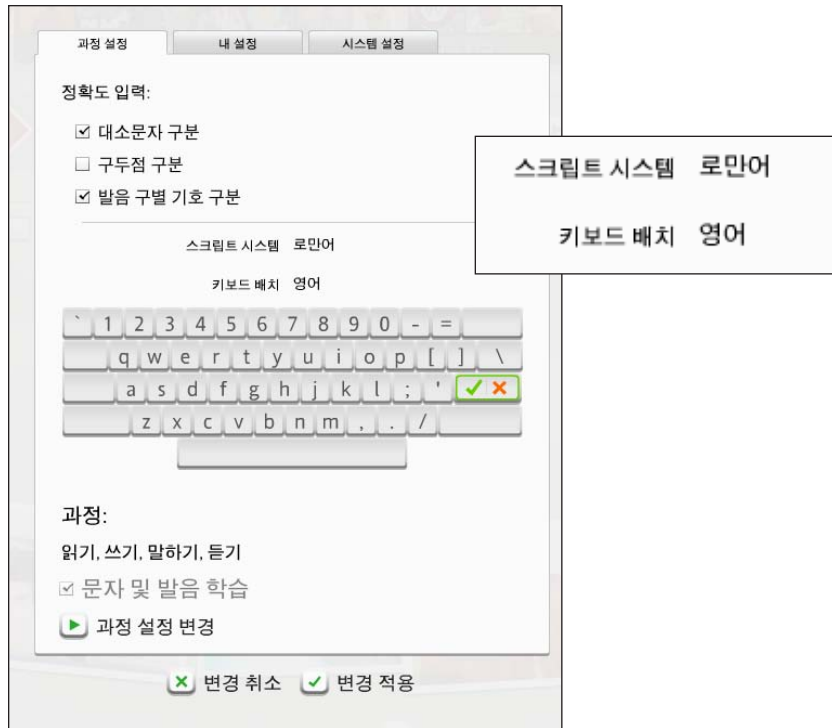 과정 설정 내 설정 시스템 설정
정확도 입력:
대소문자 구분
구두점 구분
발음 구별 기호 구분
스크립트 시스템 로만어
키보드 배치 영어
스크립트 시스템 로만어
키보드 배치 영어
` 1 2 3 4 5 6 7 8 9 0 - =
q w e r t y u i o p [ ] \
a s d f g h j k l ; '
z x c v b n m , . /
과정:
읽기, 쓰기, 말하기, 듣기
문자 및 발음 학습
과정 설정 변경
변경 취소 변경 적용